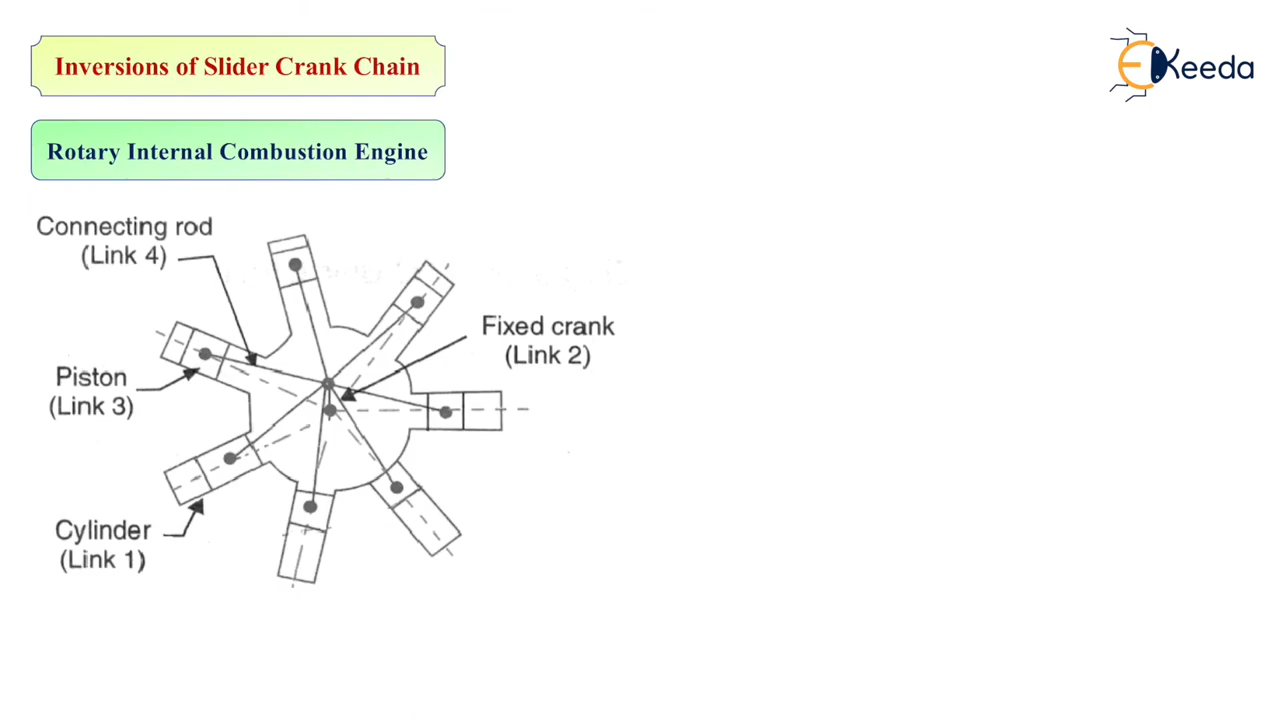 Inversions of Slider Crank Chain
EKeeda
Rotary Internal Combustion Engine
Connecting rod
(Link 4)
Fixed crank
(Link 2)
Piston
(Link 3)
Cylinder
(Link 1)